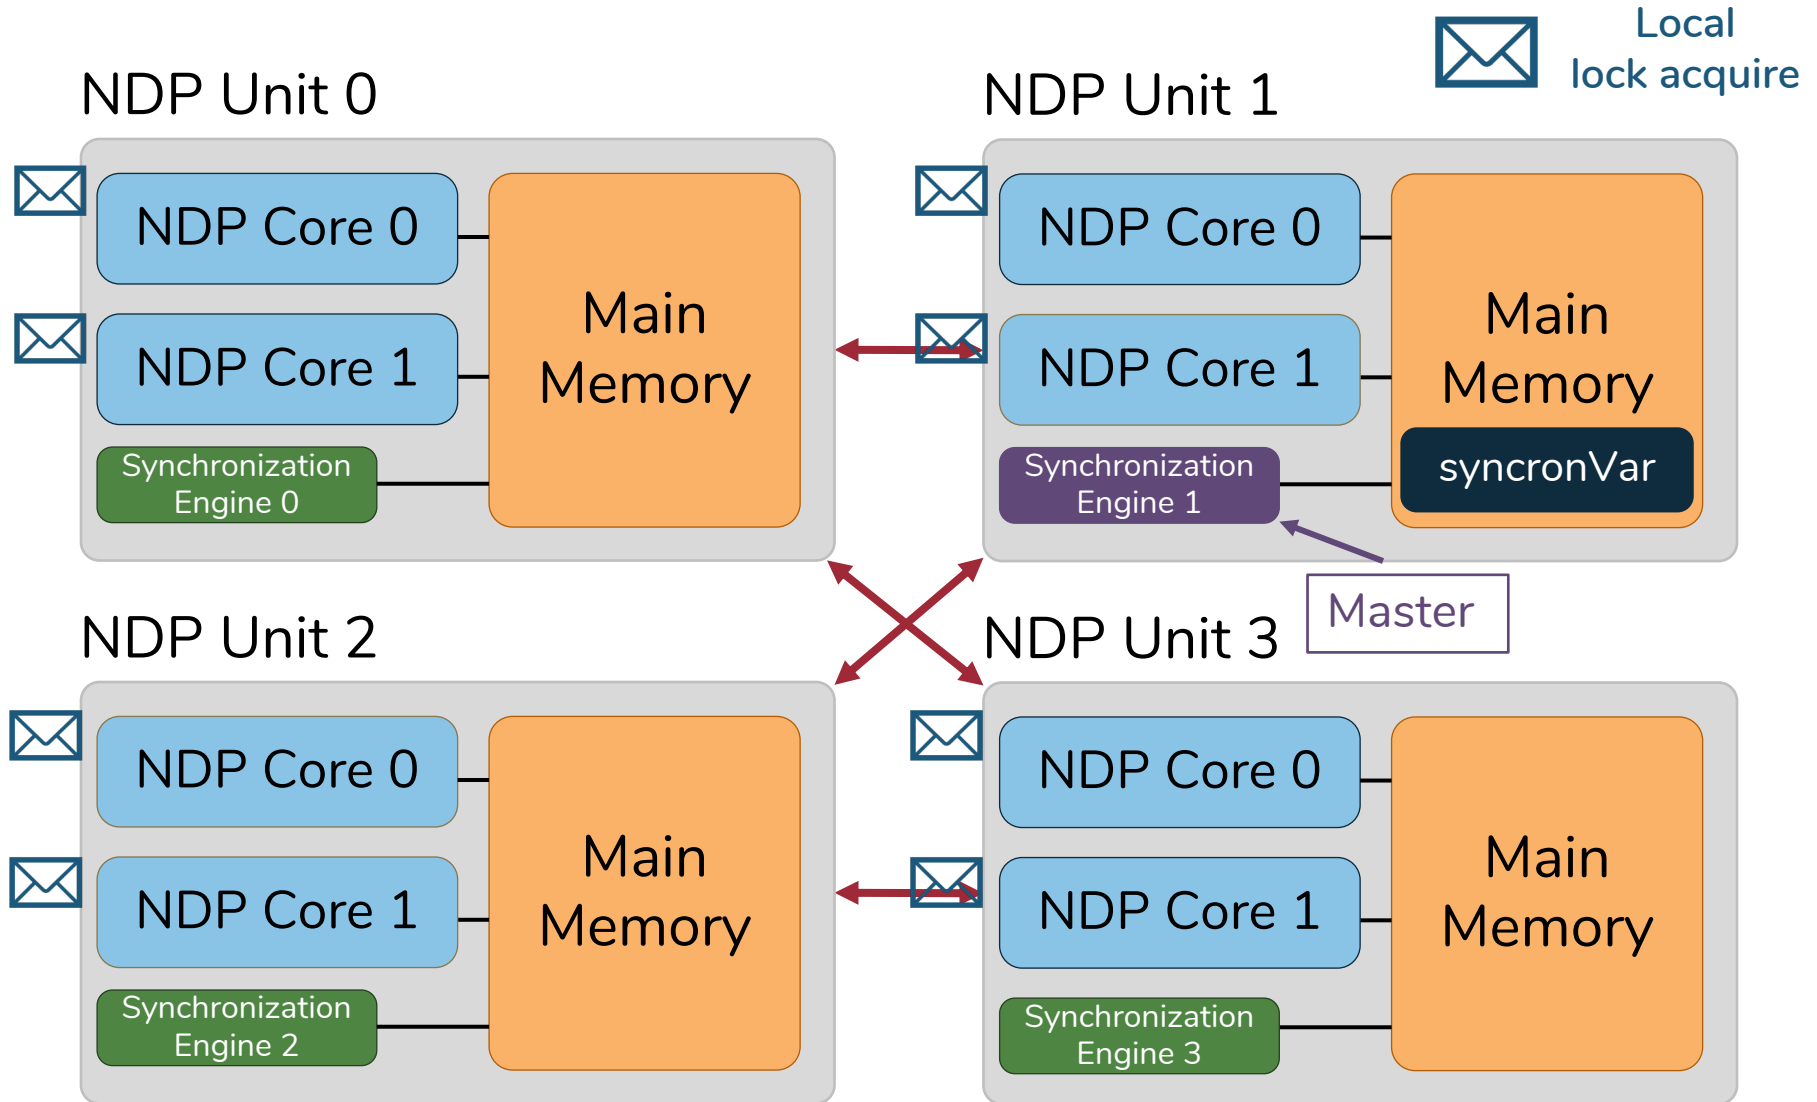 Local
lock acquire
NDP Unit 0
NDP Core 0
NDP Core 1
Synchronization
Engine 0
Main
Memory
NDP Unit 1
NDP Core 0
NDP Core 1
Synchronization
Engine 1
Main
Memory
syncronVar
Master
NDP Unit 2
NDP Core 0
NDP Core 1
Synchronization
Engine 2
Main
Memory
NDP Unit 3
NDP Core 0
NDP Core 1
Synchronization
Engine 3
Main
Memory